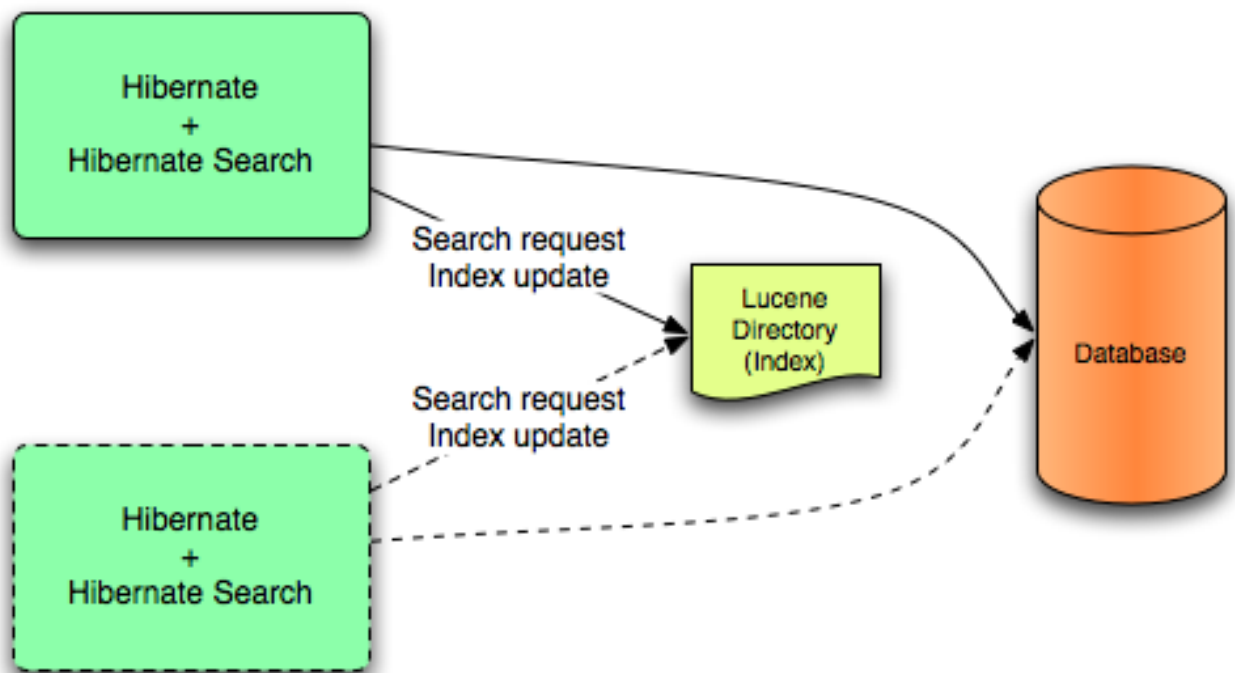 Hibernate
+
Hibernate Search
Search request
Index update
Lucene
Directory
(Index)
Database
Search request
Index update
Hibernate
+
Hibernate Search